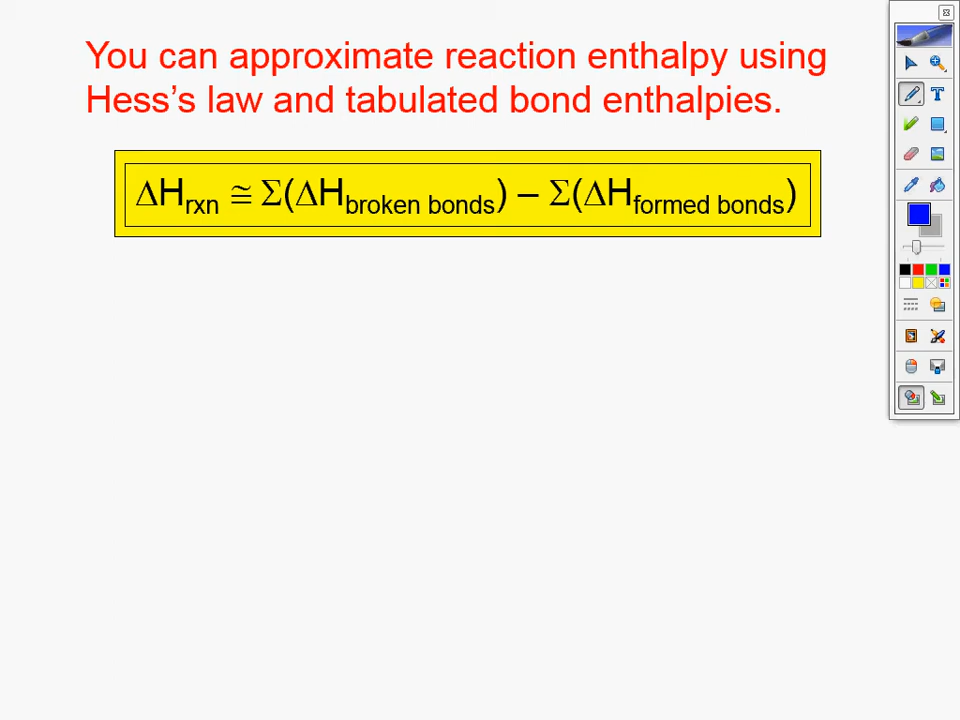 You can approximate reaction enthalpy using
Hess’s law and tabulated bond enthalpies.
ΔHrxn ≅ Σ(ΔHbroken bonds) – Σ(ΔHformed bonds)
T